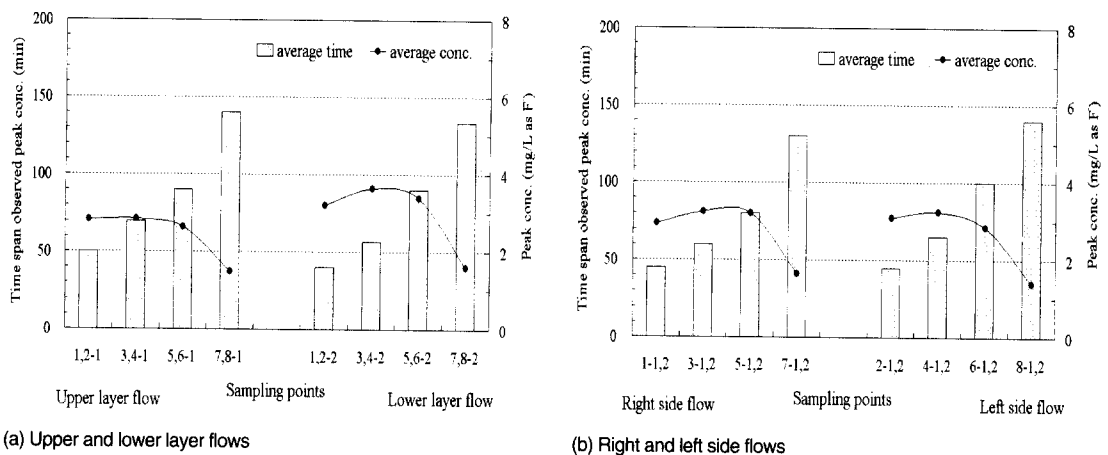 200
150
100
50
0
Time span observed peak conc. (min)
average time
average conc.
8
6
4
2
0
Peak conc. (mg/L as F⁻)
1,2-1 3,4-1 5,6-1 7,8-1 1,2-2 3,4-2 5,6-2 7,8-2
Upper layer flow Sampling points Lower layer flow
(a) Upper and lower layer flows
200
150
100
50
0
Time span observed peak conc. (min)
average time
average conc.
8
6
4
2
0
Peak conc. (mg/L as F⁻)
1-1,2 3-1,2 5-1,2 7-1,2 2-1,2 4-1,2 6-1,2 8-1,2
Right side flow Sampling points Left side flow
(b) Right and left side flows